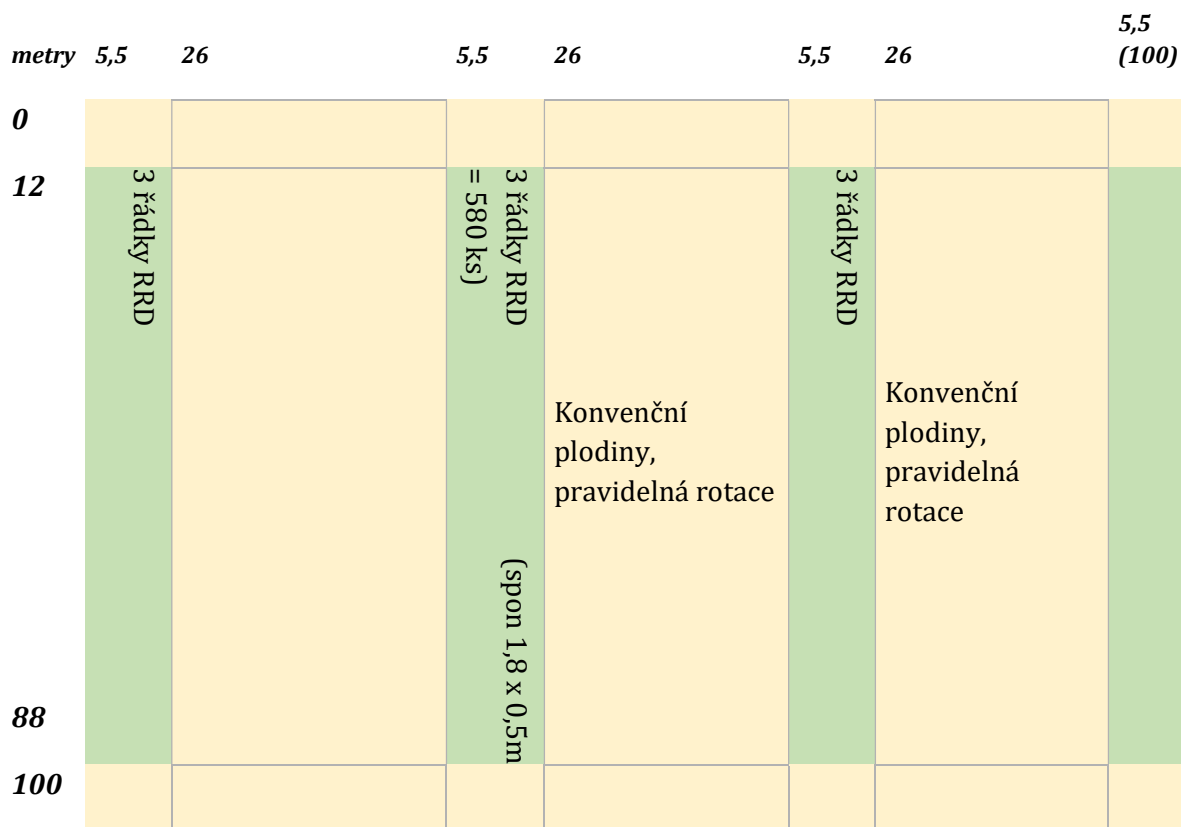 metry 5,5 26 5,5 26 5,5 26 5,5
(100)
0
12
3 řádky RRD
3 řádky RRD
= 580 ks)
(spon 1,8 x 0,5m
3 řádky RRD
Konvenční
plodiny,
pravidelná rotace
Konvenční
plodiny,
pravidelná
rotace
88
100